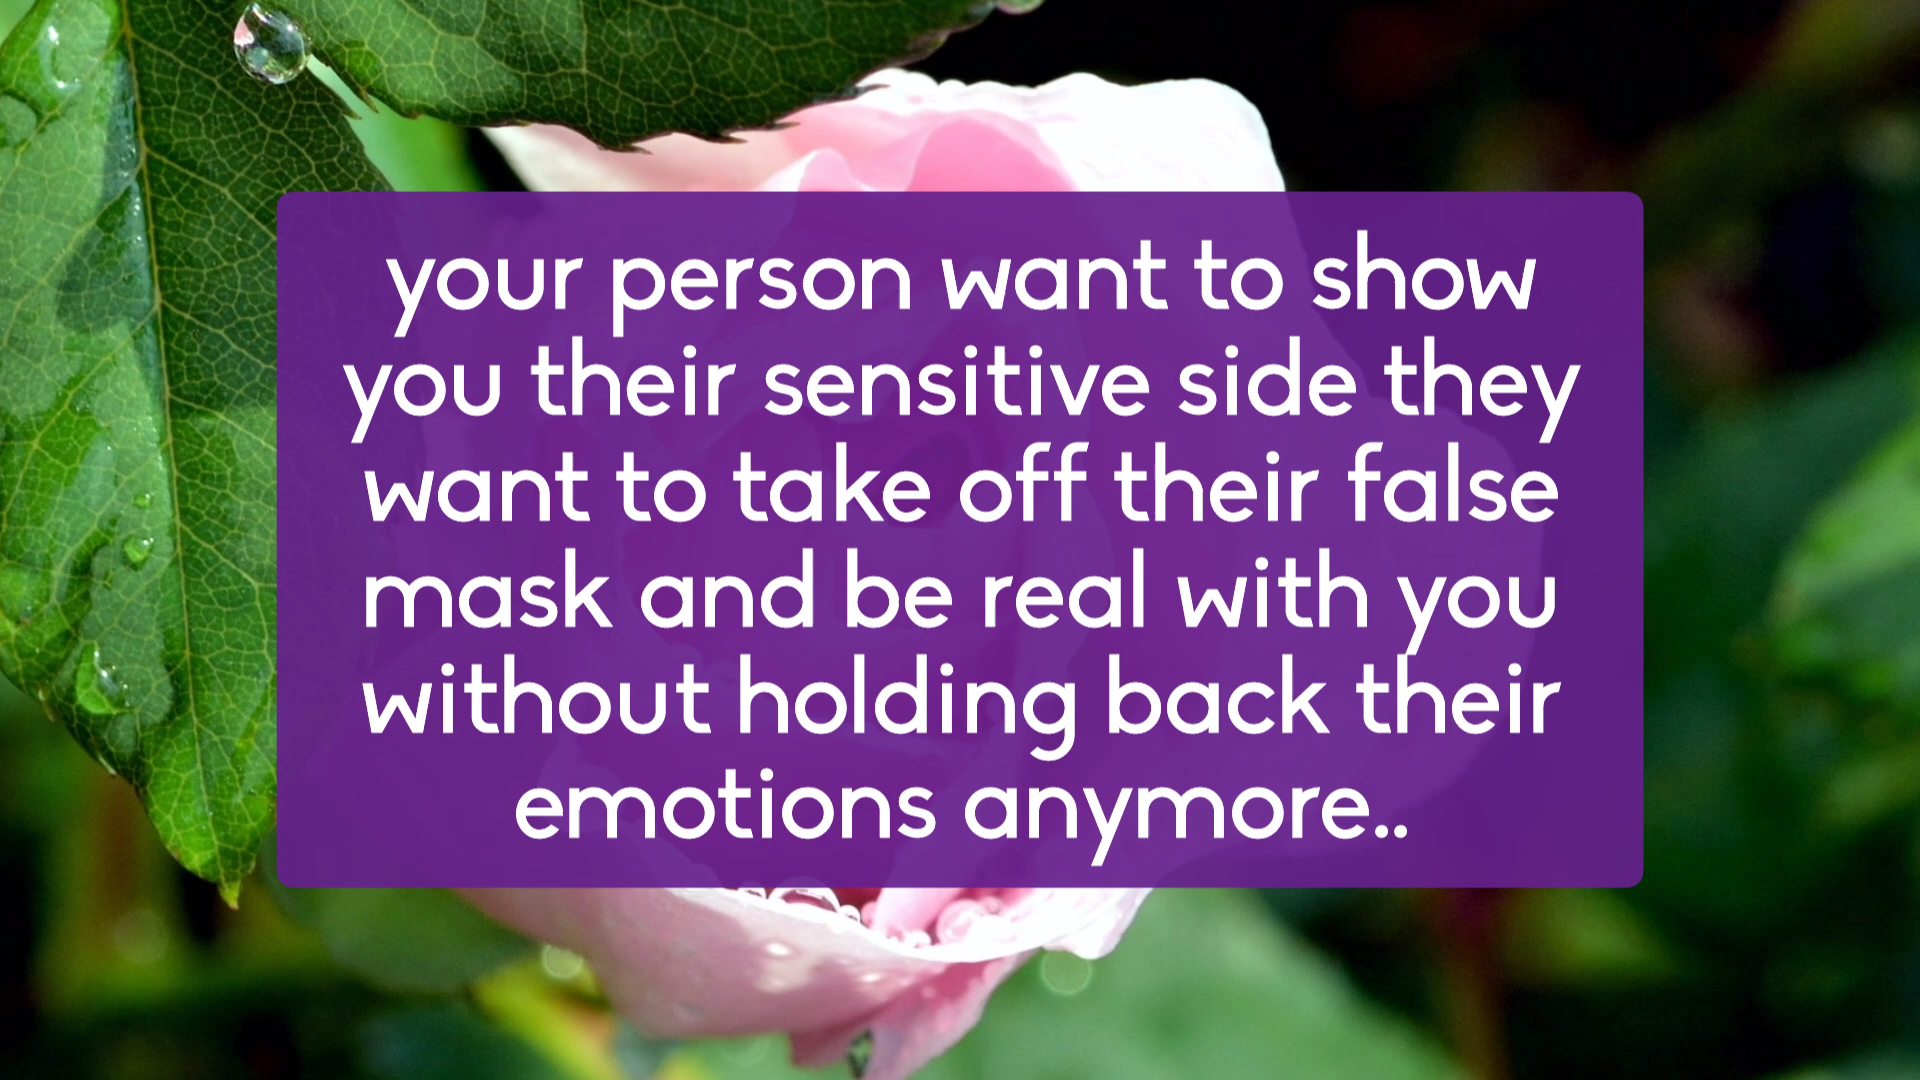 your person want to show
you their sensitive side they
want to take off their false
mask and be real with you
without holding back their
emotions anymore..